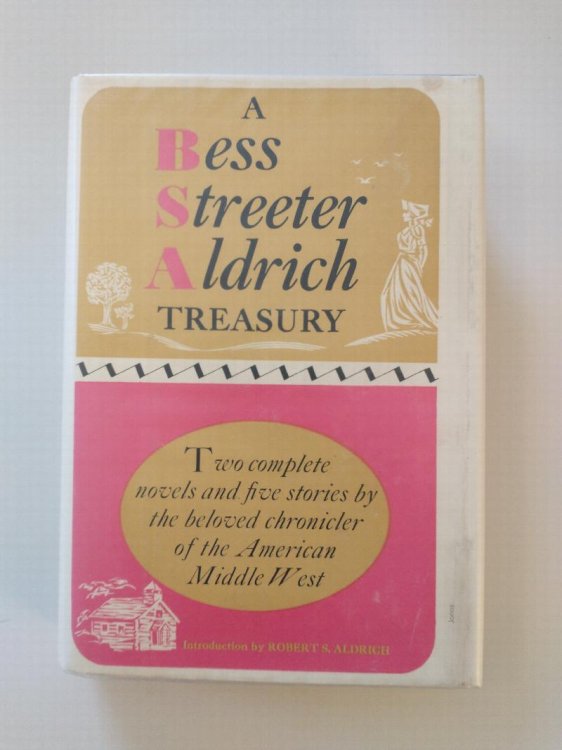 A
Bess
Streeter
Aldrich
TREASURY
Two complete
novels and five stories by
the beloved chronicler
of the American
Middle West
Introduction by ROBERT S. ALDRICH